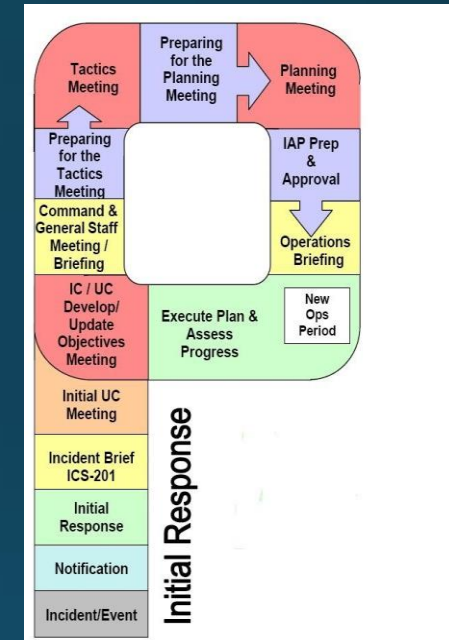 Preparing
for the
Planning
Meeting
Tactics
Meeting
Planning
Meeting
Preparing
for the
Tactics
Meeting
IAP Prep
&
Approval
Command &
General Staff
Meeting /
Briefing
Operations
Briefing
IC / UC
Develop/
Update
Objectives
Meeting
Execute Plan &
Assess
Progress
New
Ops
Period
Initial UC
Meeting
Incident Brief
ICS-201
Initial
Response
Notification
Incident/Event
Initial Response